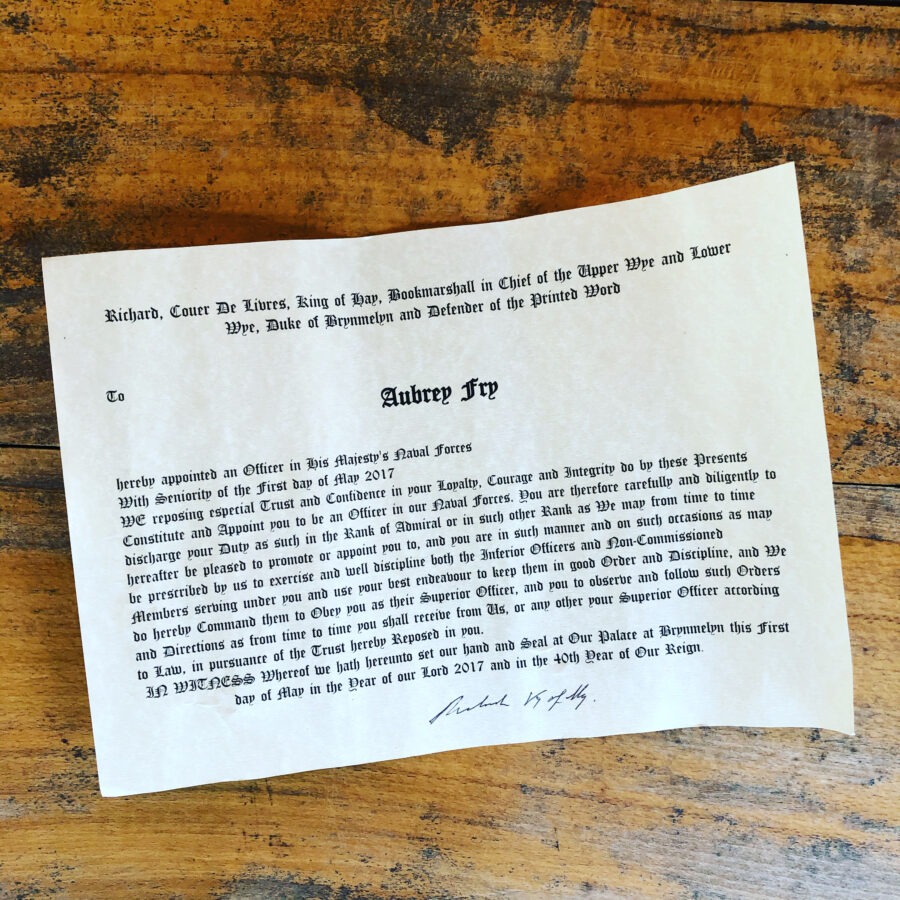 Richard, Couer De Livres, King of Hay, Bookmarshall in Chief of the Upper Wye and Lower
Wye, Duke of Brynmelyn and Defender of the Printed Word
To
Aubrey Fry
hereby appointed an Officer in His Majesty's Naval Forces
With Seniority of the First day of May 2017
WE reposing especial Trust and Confidence in your Loyalty, Courage and Integrity do by these Presents
Constitute and Appoint you to be an Officer in our Naval Forces. You are therefore carefully and diligently to
discharge your Duty as such in the Rank of Admiral or in such other Rank as We may from time to time
hereafter be pleased to promote or appoint you to, and you are in such manner and on such occasions as may
be prescribed by us to exercise and well discipline both the Inferior Officers and Non-Commissioned
Members serving under you and use your best endeavour to keep them in good Order and Discipline, and We
do hereby Command them to Obey you as their Superior Officer, and you to observe and follow such Orders
and Directions as from time to time you shall receive from Us, or any other your Superior Officer according
to Law, in pursuance of the Trust hereby Reposed in you.
IN WITNESS Whereof we hath hereunto set our hand and Seal at Our Palace at Brynmelyn this First
day of May in the Year of our Lord 2017 and in the 40th Year of Our Reign.